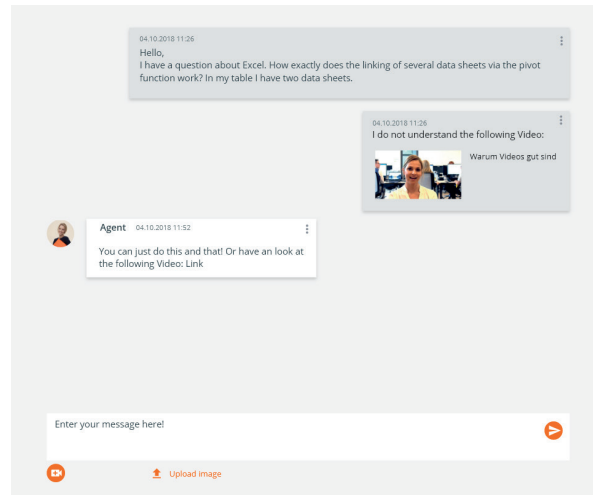 04.10.2018 11:26
Hello,
I have a question about Excel. How exactly does the linking of several data sheets via the pivot
function work? In my table I have two data sheets.
04.10.2018 11:26
I do not understand the following Video:
Warum Videos gut sind
Agent 04.10.2018 11:52
You can just do this and that! Or have an look at
the following Video: Link
Enter your message here!
Upload image